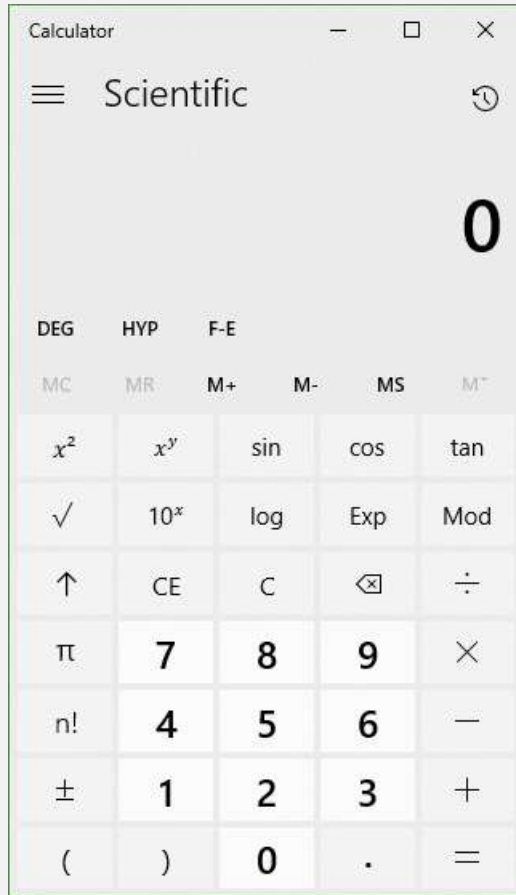 Calculator
Scientific
0
DEG HYP F-E
MC MR M+ M- MS M˅
x² xʸ sin cos tan
√ 10ˣ log Exp Mod
↑ CE C ⌫ ÷
π 7 8 9 ×
n! 4 5 6 −
± 1 2 3 +
( ) 0 . =